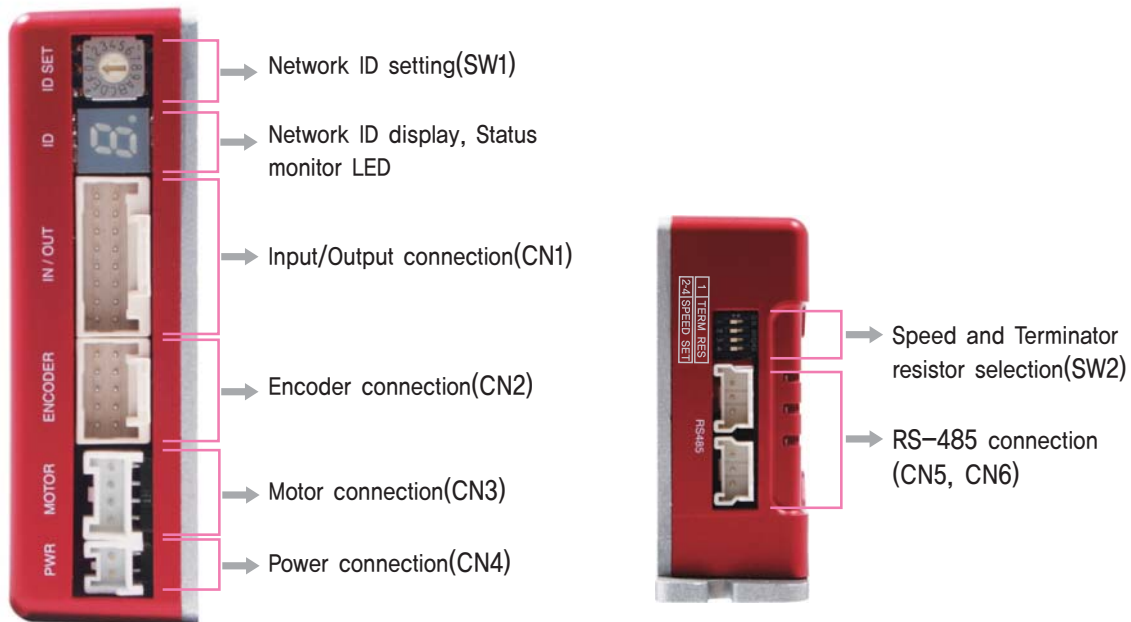 ID SET
0123456789ABCDEF
Network ID setting(SW1)
ID
8.
Network ID display, Status
monitor LED
IN / OUT
Input/Output connection(CN1)
ENCODER
Encoder connection(CN2)
MOTOR
Motor connection(CN3)
PWR
Power connection(CN4)
1 TERM RES
2-4 SPEED SET
Speed and Terminator
resistor selection(SW2)
RS485
RS-485 connection
(CN5, CN6)